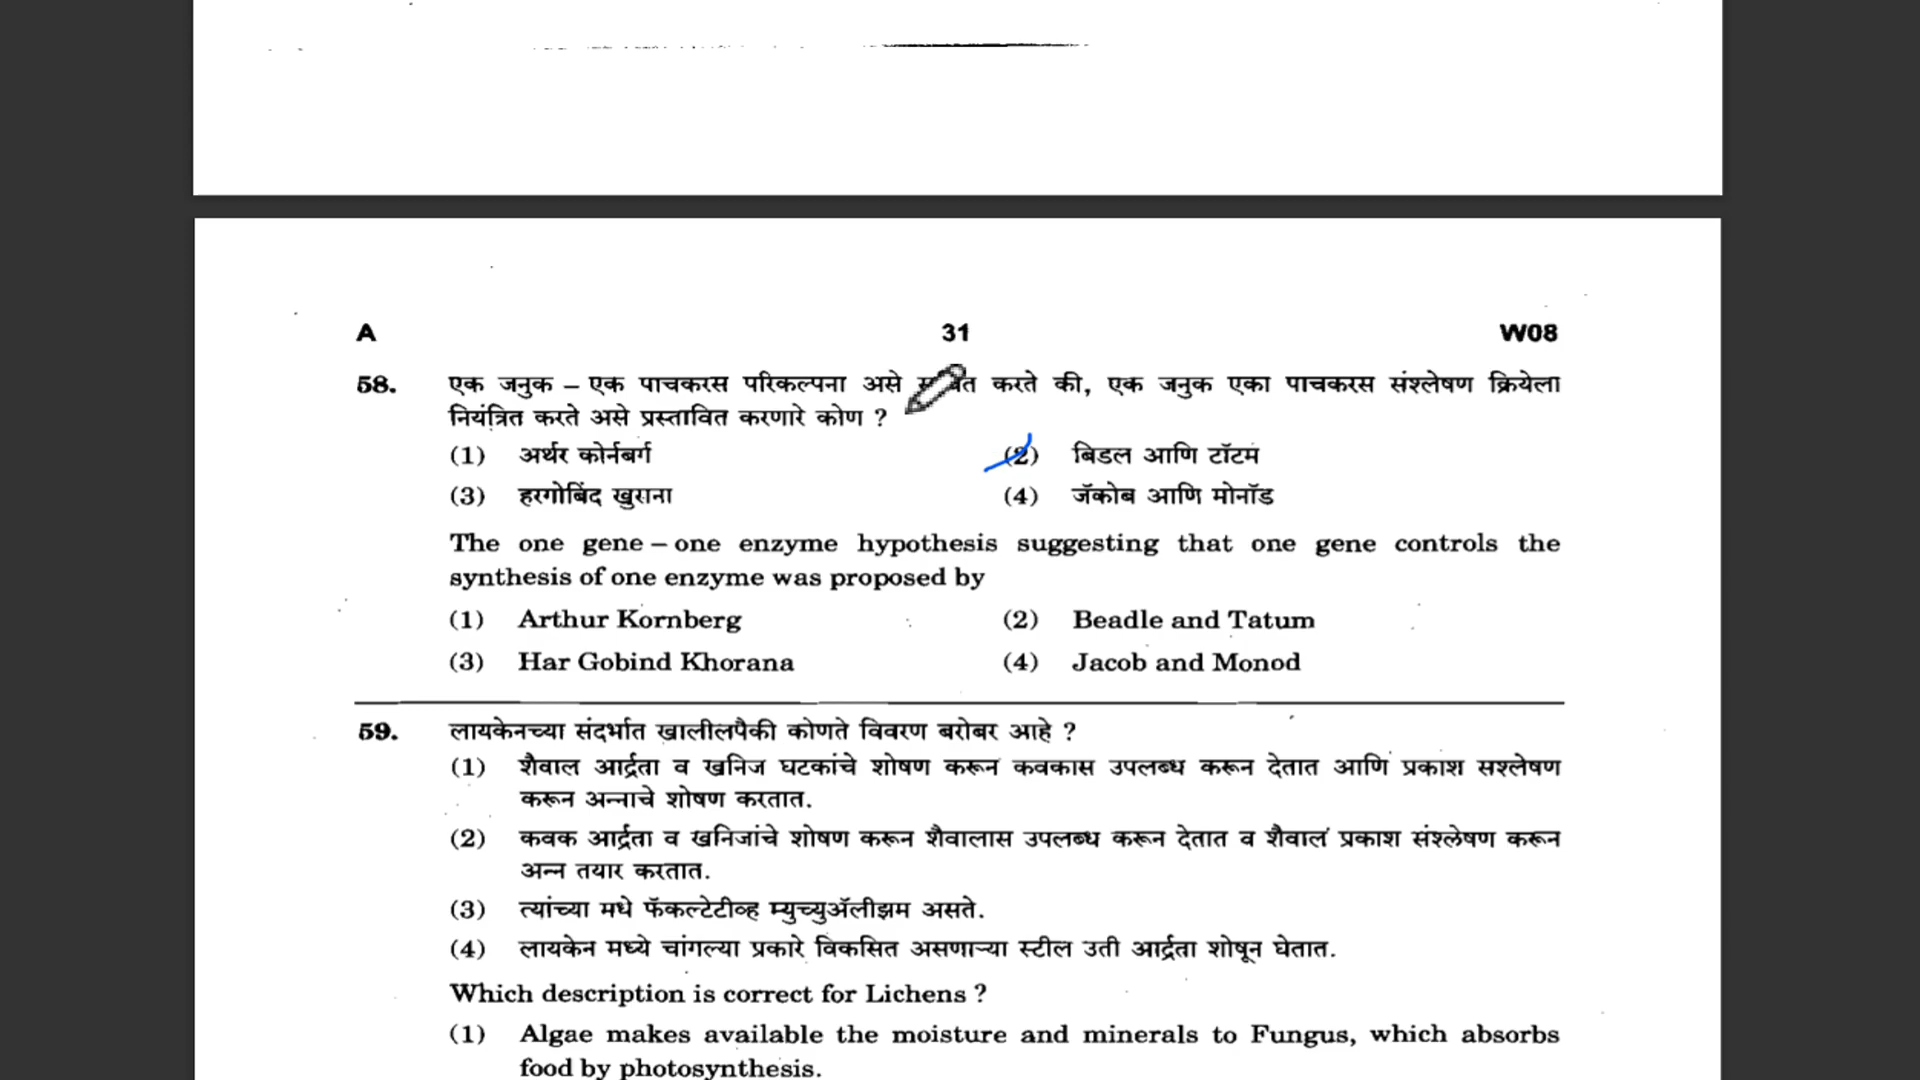 A 31 W08
58. एक जनुक – एक पाचकरस परिकल्पना असे करते की, एक जनुक एका पाचकरस संश्लेषण क्रियेला
नियंत्रित करते असे प्रस्तावित करणारे कोण ?
(1) अर्थर कोर्नबर्ग (2) बिडल आणि टॉटम
(3) हरगोबिंद खुराना (4) जॅकोब आणि मोनॉड
The one gene – one enzyme hypothesis suggesting that one gene controls the
synthesis of one enzyme was proposed by
(1) Arthur Kornberg (2) Beadle and Tatum
(3) Har Gobind Khorana (4) Jacob and Monod
59. लायकेनच्या संदर्भात खालीलपैकी कोणते विवरण बरोबर आहे ?
(1) शैवाल आर्द्रता व खनिज घटकांचे शोषण करून कवकास उपलब्ध करून देतात आणि प्रकाश सश्लेषण
करून अन्नाचे शोषण करतात.
(2) कवक आर्द्रता व खनिजांचे शोषण करून शैवालास उपलब्ध करून देतात व शैवाल प्रकाश संश्लेषण करून
अन्न तयार करतात.
(3) त्यांच्या मधे फॅकल्टेटीव्ह म्युच्युॲलीझम असते.
(4) लायकेन मध्ये चांगल्या प्रकारे विकसित असणाऱ्या स्टील उती आर्द्रता शोषून घेतात.
Which description is correct for Lichens ?
(1) Algae makes available the moisture and minerals to Fungus, which absorbs
food by photosynthesis.